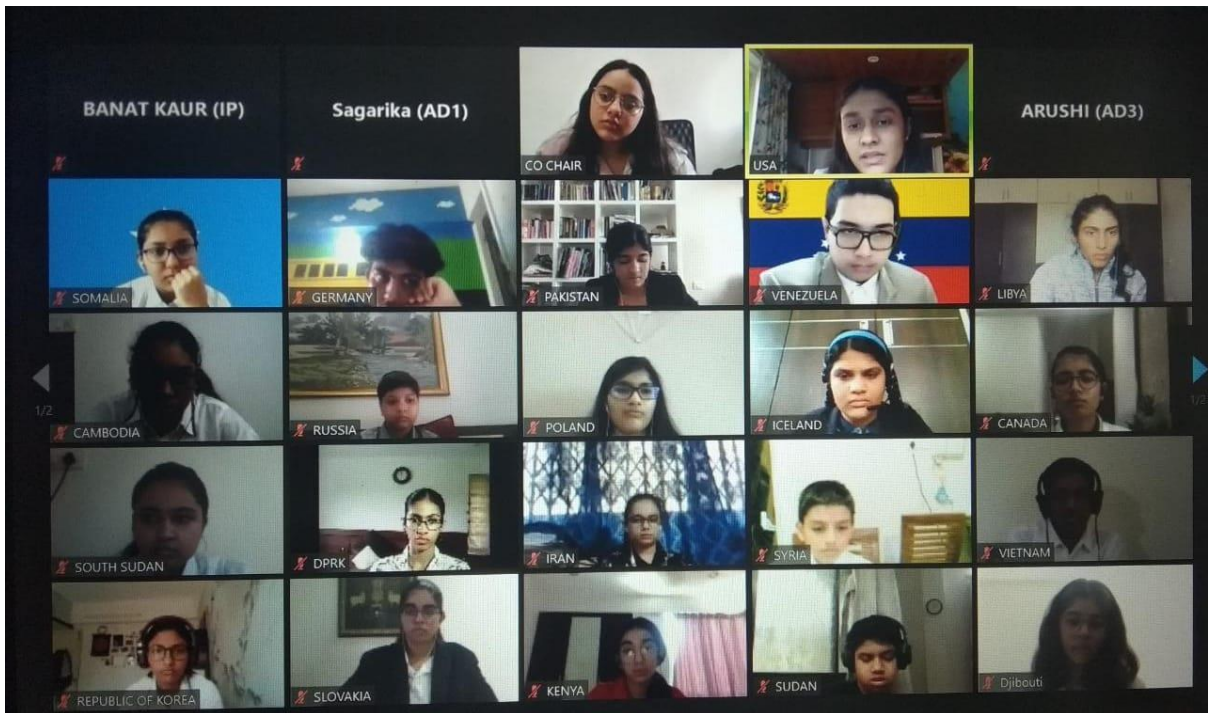 BANAT KAUR (IP)
Sagarika (AD1)
CO CHAIR
USA
ARUSHI (AD3)
SOMALIA
GERMANY
PAKISTAN
VENEZUELA
LIBYA
1/2
CAMBODIA
RUSSIA
POLAND
ICELAND
CANADA
1/2
SOUTH SUDAN
DPRK
IRAN
SYRIA
VIETNAM
REPUBLIC OF KOREA
SLOVAKIA
KENYA
SUDAN
Djibouti